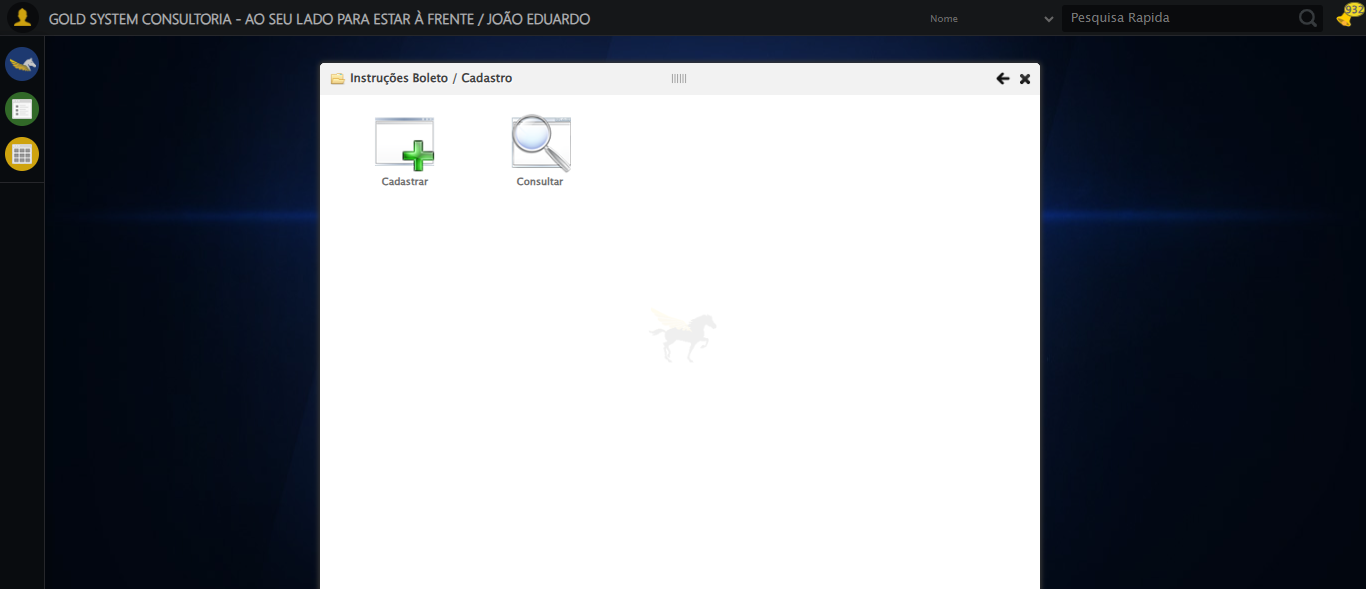 GOLD SYSTEM CONSULTORIA - AO SEU LADO PARA ESTAR À FRENTE / JOÃO EDUARDO
Nome
Pesquisa Rapida
932
Instruções Boleto / Cadastro
Cadastrar
Consultar